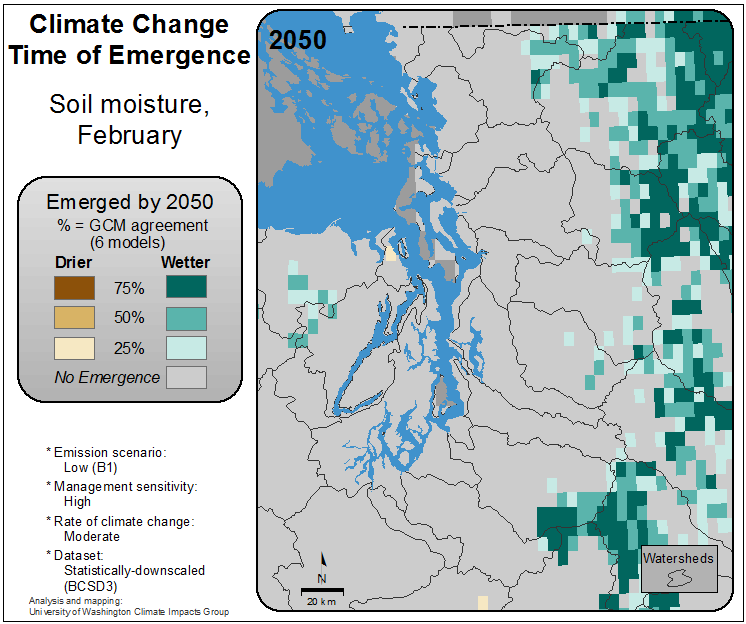 Climate Change
Time of Emergence
Soil moisture,
February
Emerged by 2050
% = GCM agreement
(6 models)
Drier Wetter
75%
50%
25%
No Emergence
* Emission scenario:
Low (B1)
* Management sensitivity:
High
* Rate of climate change:
Moderate
* Dataset:
Statistically-downscaled
(BCSD3)
Analysis and mapping:
University of Washington Climate Impacts Group
2050
N
20 km
Watersheds